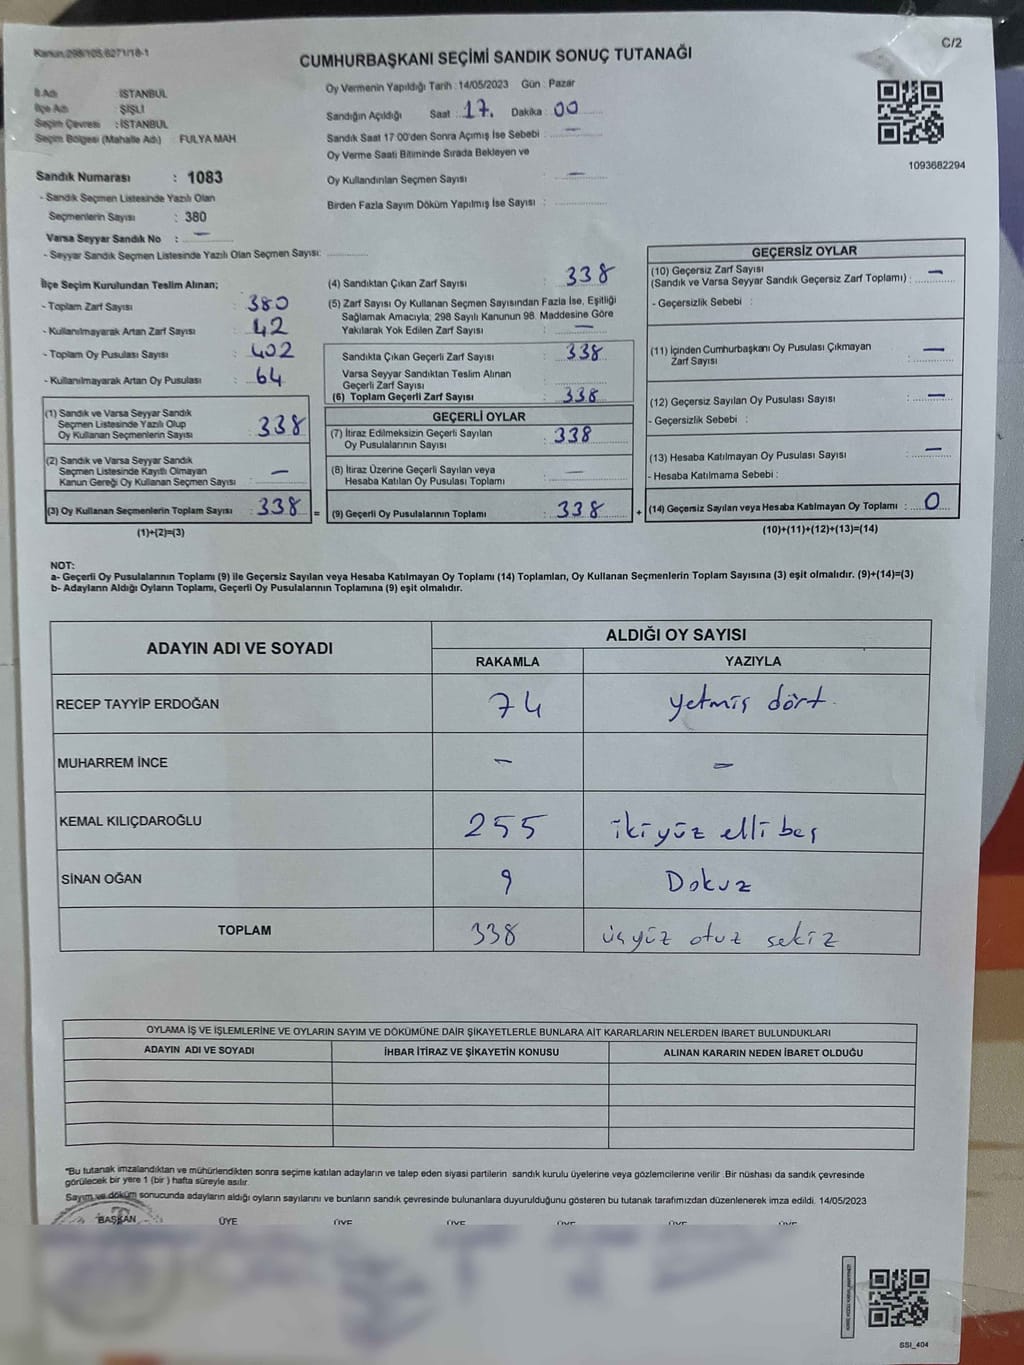 Kanun:298/105,6271/18-1
C/2
CUMHURBAŞKANI SEÇİMİ SANDIK SONUÇ TUTANAĞI
İl Adı : İSTANBUL
İlçe Adı : ŞİŞLİ
Seçim Çevresi : İSTANBUL
Seçim Bölgesi (Mahalle Adı) FULYA MAH
Sandık Numarası : 1083
- Sandık Seçmen Listesinde Yazılı Olan
Seçmenlerin Sayısı : 380
Varsa Seyyar Sandık No : —
- Seyyar Sandık Seçmen Listesinde Yazılı Olan Seçmen Sayısı:
Oy Vermenin Yapıldığı Tarih : 14/05/2023 Gün : Pazar
Sandığın Açıldığı Saat : 17. Dakika : 00
Sandık Saat 17:00'den Sonra Açımış İse Sebebi : —
Oy Verme Saati Bitiminde Sırada Bekleyen ve
Oy Kullandırılan Seçmen Sayısı : —
Birden Fazla Sayım Döküm Yapılmış İse Sayısı :
1093682294
İlçe Seçim Kurulundan Teslim Alınan;
- Toplam Zarf Sayısı : 380
- Kullanılmayarak Artan Zarf Sayısı : 42
- Toplam Oy Pusulası Sayısı : 402
- Kullanılmayarak Artan Oy Pusulası : 64
(1) Sandık ve Varsa Seyyar Sandık
Seçmen Listesinde Yazılı Olup
Oy Kullanan Seçmenlerin Sayısı : 338
(2) Sandık ve Varsa Seyyar Sandık
Seçmen Listesinde Kayıtlı Olmayan
Kanun Gereği Oy Kullanan Seçmen Sayısı : —
(3) Oy Kullanan Seçmenlerin Toplam Sayısı : 338 =
(1)+(2)=(3)
(4) Sandıktan Çıkan Zarf Sayısı : 338
(5) Zarf Sayısı Oy Kullanan Seçmen Sayısından Fazla İse, Eşitliği
Sağlamak Amacıyla; 298 Sayılı Kanunun 98. Maddesine Göre
Yakılarak Yok Edilen Zarf Sayısı : —
Sandıkta Çıkan Geçerli Zarf Sayısı : 338
Varsa Seyyar Sandıktan Teslim Alınan
Geçerli Zarf Sayısı :
(6) Toplam Geçerli Zarf Sayısı : 338
GEÇERLİ OYLAR
(7) İtiraz Edilmeksizin Geçerli Sayılan
Oy Pusulalarının Sayısı : 338
(8) İtiraz Üzerine Geçerli Sayılan veya
Hesaba Katılan Oy Pusulası Toplamı : —
(9) Geçerli Oy Pusulalarının Toplamı : 338 +
GEÇERSİZ OYLAR
(10) Geçersiz Zarf Sayısı
(Sandık ve Varsa Seyyar Sandık Geçersiz Zarf Toplamı) : —
- Geçersizlik Sebebi :
(11) İçinden Cumhurbaşkanı Oy Pusulası Çıkmayan
Zarf Sayısı : —
(12) Geçersiz Sayılan Oy Pusulası Sayısı : —
- Geçersizlik Sebebi :
(13) Hesaba Katılmayan Oy Pusulası Sayısı : —
- Hesaba Katılmama Sebebi :
(14) Geçersiz Sayılan veya Hesaba Katılmayan Oy Toplamı : 0
(10)+(11)+(12)+(13)=(14)
NOT:
a- Geçerli Oy Pusulalarının Toplamı (9) ile Geçersiz Sayılan veya Hesaba Katılmayan Oy Toplamı (14) Toplamları, Oy Kullanan Seçmenlerin Toplam Sayısına (3) eşit olmalıdır. (9)+(14)=(3)
b- Adayların Aldığı Oyların Toplamı, Geçerli Oy Pusulalarının Toplamına (9) eşit olmalıdır.
ADAYIN ADI VE SOYADI
ALDIĞI OY SAYISI
RAKAMLA YAZIYLA
RECEP TAYYİP ERDOĞAN 74 yetmiş dört
MUHARREM İNCE — —
KEMAL KILIÇDAROĞLU 255 ikiyüz elli beş
SİNAN OĞAN 9 Dokuz
TOPLAM 338 üçyüz otuz sekiz
OYLAMA İŞ VE İŞLEMLERİNE VE OYLARIN SAYIM VE DÖKÜMÜNE DAİR ŞİKAYETLERLE BUNLARA AİT KARARLARIN NELERDEN İBARET BULUNDUKLARI
ADAYIN ADI VE SOYADI İHBAR İTİRAZ VE ŞİKAYETİN KONUSU ALINAN KARARIN NEDEN İBARET OLDUĞU
"Bu tutanak imzalandıktan ve mühürlendikten sonra seçime katılan adayların ve talep eden siyasi partilerin sandık kurulu üyelerine veya gözlemcilerine verilir .Bir nüshası da sandık çevresinde
görülecek bir yere 1 (bir ) hafta süreyle asılır.
Sayım ve döküm sonucunda adayların aldığı oyların sayılarını ve bunların sandık çevresinde bulunanlara duyurulduğunu gösteren bu tutanak tarafımızdan düzenlenerek imza edildi. 14/05/2023
BAŞKAN ÜYE ÜYE ÜYE ÜYE ÜYE ÜYE
SSI_404